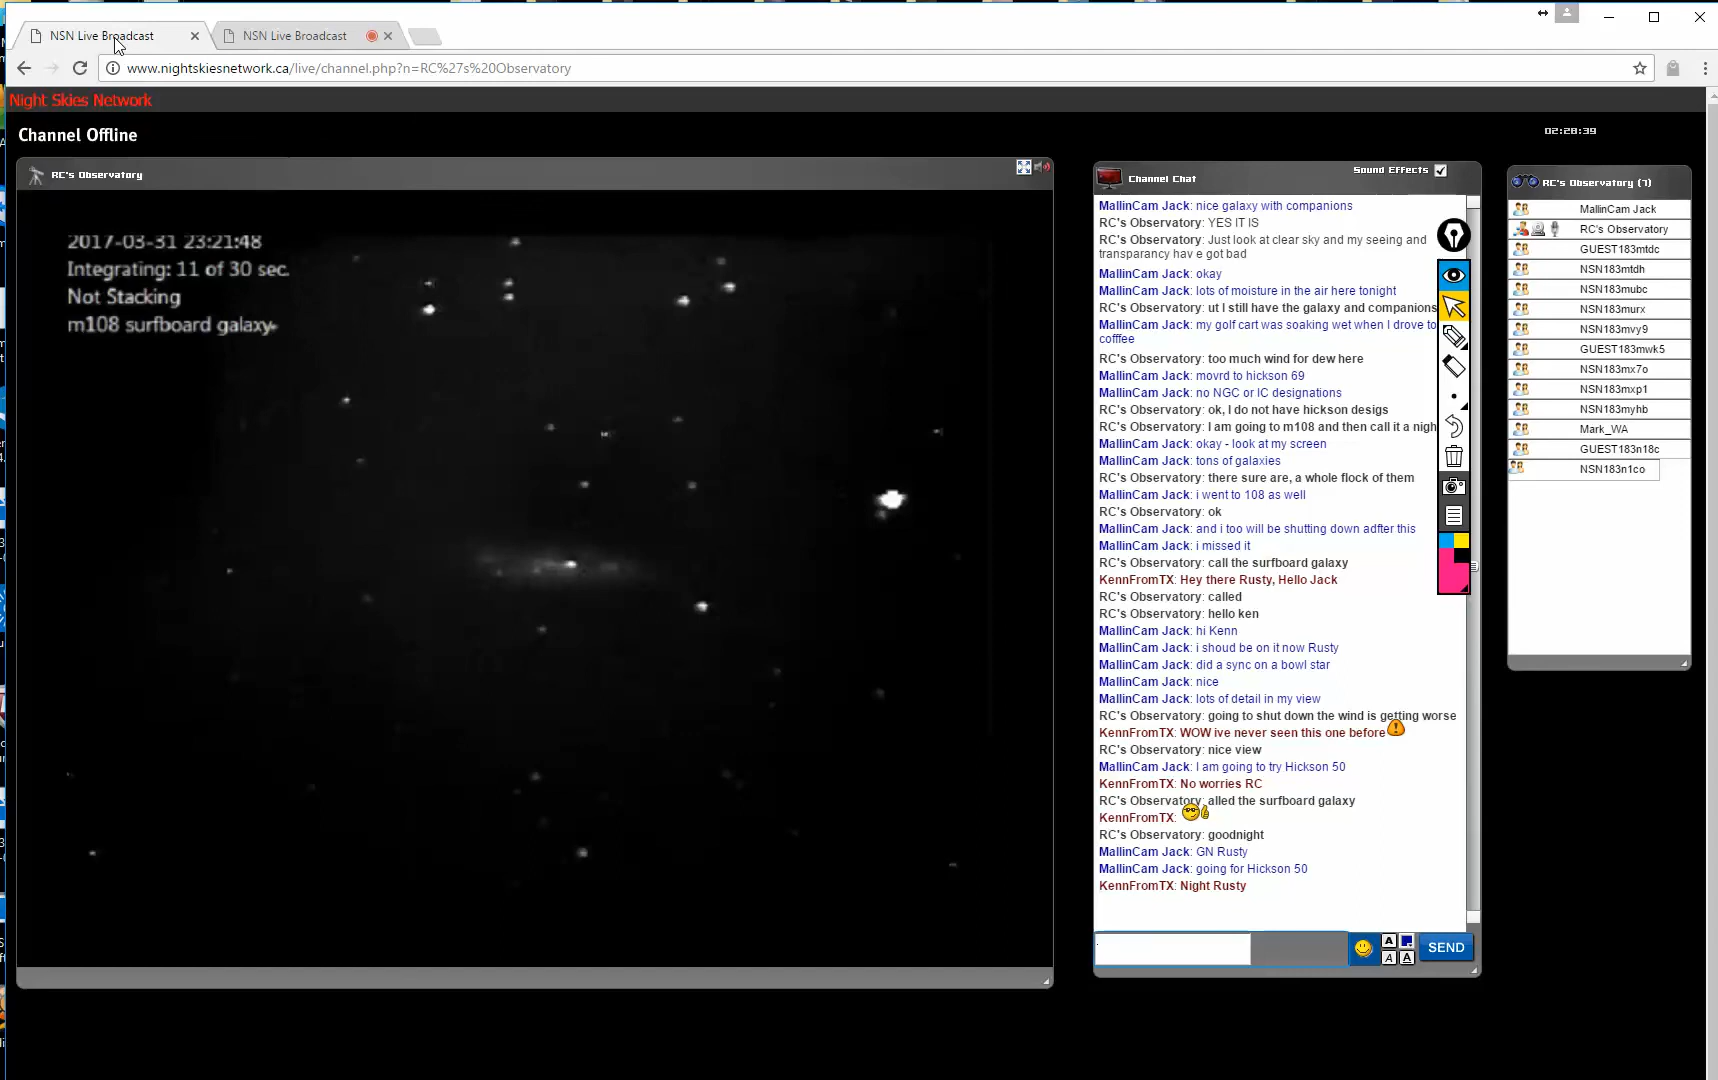 NSN Live Broadcast
NSN Live Broadcast
www.nightskiesnetwork.ca/live/channel.php?n=RC%27s%20Observatory
Night Skies Network
Channel Offline
02:28:39
RC's Observatory
2017-03-31 23:21:48
Integrating: 11 of 30 sec.
Not Stacking
m108 surfboard galaxy
Channel Chat
Sound Effects
MallinCam Jack: nice galaxy with companions
RC's Observatory: YES IT IS
RC's Observatory: Just look at clear sky and my seeing and
transparancy hav e got bad
MallinCam Jack: okay
MallinCam Jack: lots of moisture in the air here tonight
RC's Observatory: ut I still have the galaxy and companions
MallinCam Jack: my golf cart was soaking wet when I drove to
cofffee
RC's Observatory: too much wind for dew here
MallinCam Jack: movrd to hickson 69
MallinCam Jack: no NGC or IC designations
RC's Observatory: ok, I do not have hickson desigs
RC's Observatory: I am going to m108 and then call it a nigh
MallinCam Jack: okay - look at my screen
MallinCam Jack: tons of galaxies
RC's Observatory: there sure are, a whole flock of them
MallinCam Jack: i went to 108 as well
RC's Observatory: ok
MallinCam Jack: and i too will be shutting down adfter this
MallinCam Jack: i missed it
RC's Observatory: call the surfboard galaxy
KennFromTX: Hey there Rusty, Hello Jack
RC's Observatory: called
RC's Observatory: hello ken
MallinCam Jack: hi Kenn
MallinCam Jack: i shoud be on it now Rusty
MallinCam Jack: did a sync on a bowl star
MallinCam Jack: nice
MallinCam Jack: lots of detail in my view
RC's Observatory: going to shut down the wind is getting worse
KennFromTX: WOW ive never seen this one before
RC's Observatory: nice view
MallinCam Jack: I am going to try Hickson 50
KennFromTX: No worries RC
RC's Observatory: alled the surfboard galaxy
KennFromTX:
RC's Observatory: goodnight
MallinCam Jack: GN Rusty
MallinCam Jack: going for Hickson 50
KennFromTX: Night Rusty
A
A
A
SEND
RC's Observatory (7)
MallinCam Jack
RC's Observatory
GUEST183mtdc
NSN183mtdh
NSN183mubc
NSN183murx
NSN183mvy9
GUEST183mwk5
NSN183mx7o
NSN183mxp1
NSN183myhb
Mark_WA
GUEST183n18c
NSN183n1co